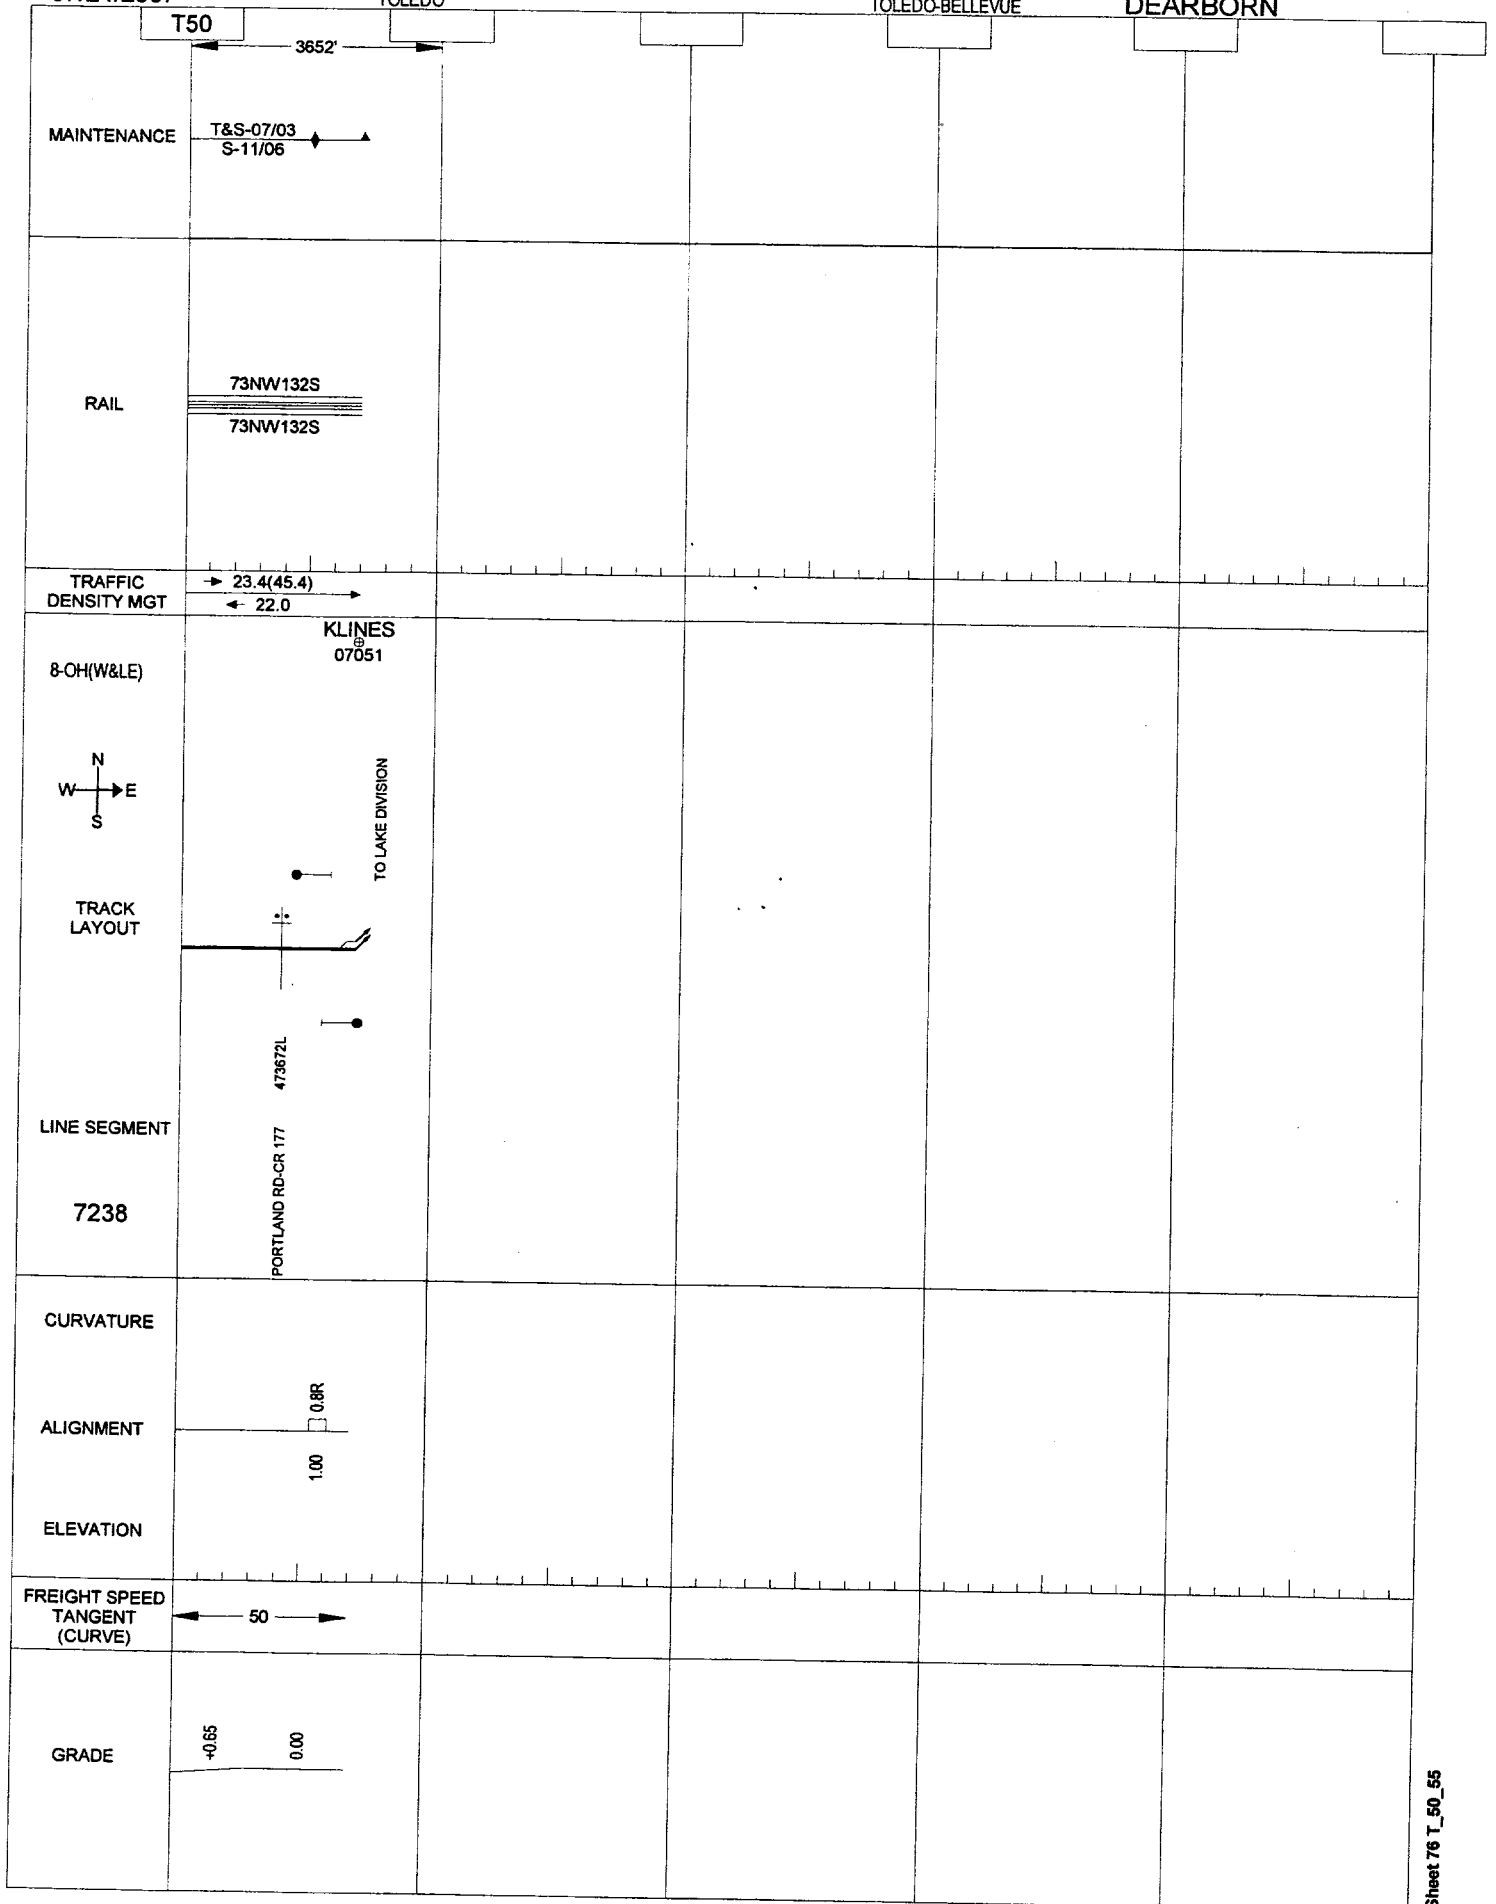 TOLEDO
TOLEDO-BELLEVUE
DEARBORN
T50
3652'
MAINTENANCE
T&S-07/03
S-11/06
RAIL
73NW132S
73NW132S
TRAFFIC
DENSITY MGT
23.4(45.4)
22.0
KLINES
07051
8-OH(W&LE)
N
W E
S
TO LAKE DIVISION
TRACK
LAYOUT
473672L
PORTLAND RD-CR 177
LINE SEGMENT
7238
CURVATURE
0.8R
ALIGNMENT
1.00
ELEVATION
FREIGHT SPEED
TANGENT
(CURVE)
50
GRADE
+0.65
0.00
Sheet 76 T_50_55